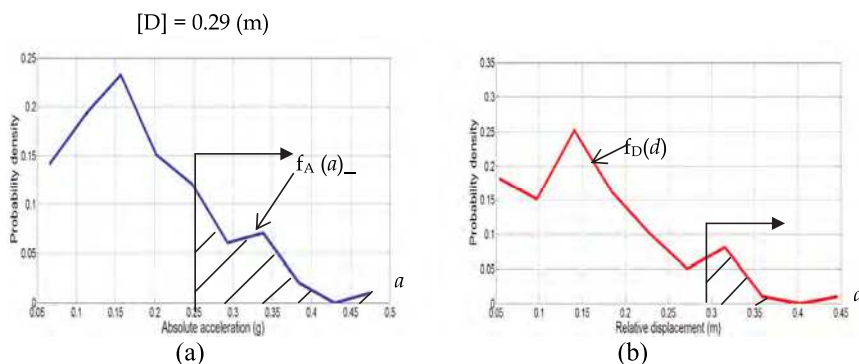 [D] = 0.29 (m)
0.25
0.2
0.15
0.1
0.05
0
Probability density
f_A (a)_
a
0.05 0.1 0.15 0.2 0.25 0.3 0.35 0.4 0.45 0.5
Absolute acceleration (g)
(a)
0.35
0.3
0.25
0.2
0.15
0.1
0.05
0
Probability density
f_D(d)
0.05 0.1 0.15 0.2 0.25 0.3 0.35 0.4 0.45
Relative displacement (m)
(b)